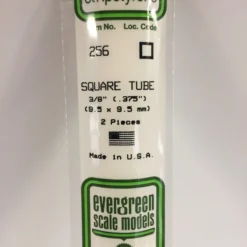 No. Loc. Code
256
SQUARE TUBE
3/8" (.375")
(9.5 x 9.5 mm)
2 Pieces
Made in U.S.A.
evergreen
scale models